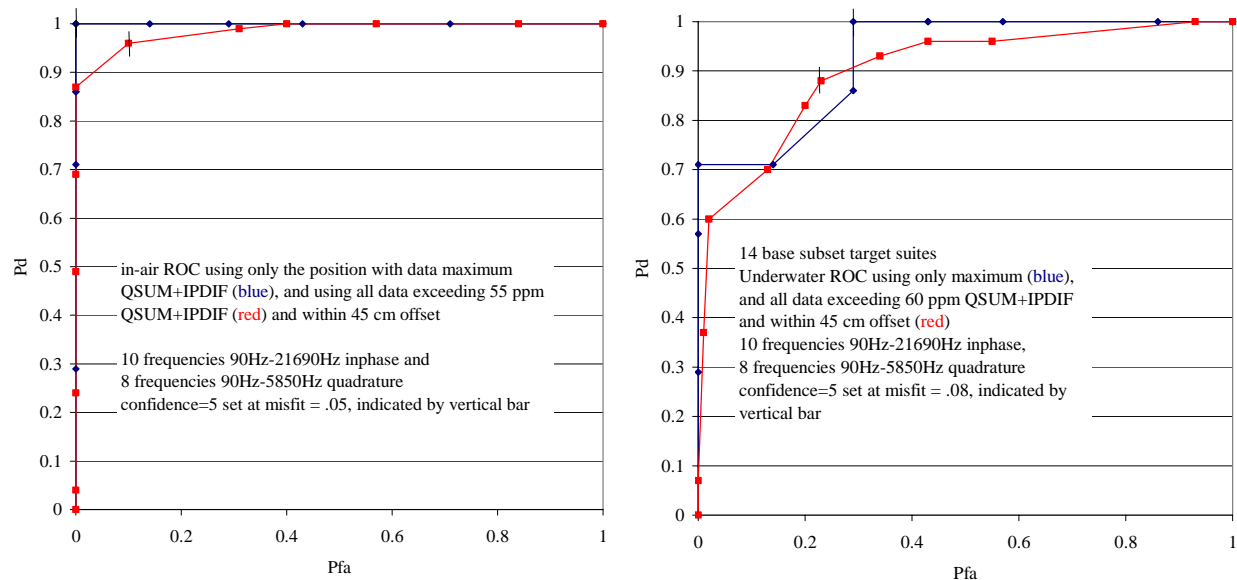 1
0.9
0.8
0.7
0.6
0.5
0.4
0.3
0.2
0.1
0
Pd
in-air ROC using only the position with data maximum
QSUM+IPDIF (blue), and using all data exceeding 55 ppm
QSUM+IPDIF (red) and within 45 cm offset
10 frequencies 90Hz-21690Hz inphase and
8 frequencies 90Hz-5850Hz quadrature
confidence=5 set at misfit = .05, indicated by vertical bar
0 0.2 0.4 0.6 0.8 1
Pfa
1
0.9
0.8
0.7
0.6
0.5
0.4
0.3
0.2
0.1
0
Pd
14 base subset target suites
Underwater ROC using only maximum (blue),
and all data exceeding 60 ppm QSUM+IPDIF
and within 45 cm offset (red)
10 frequencies 90Hz-21690Hz inphase,
8 frequencies 90Hz-5850Hz quadrature
confidence=5 set at misfit = .08, indicated by
vertical bar
0 0.2 0.4 0.6 0.8 1
Pfa